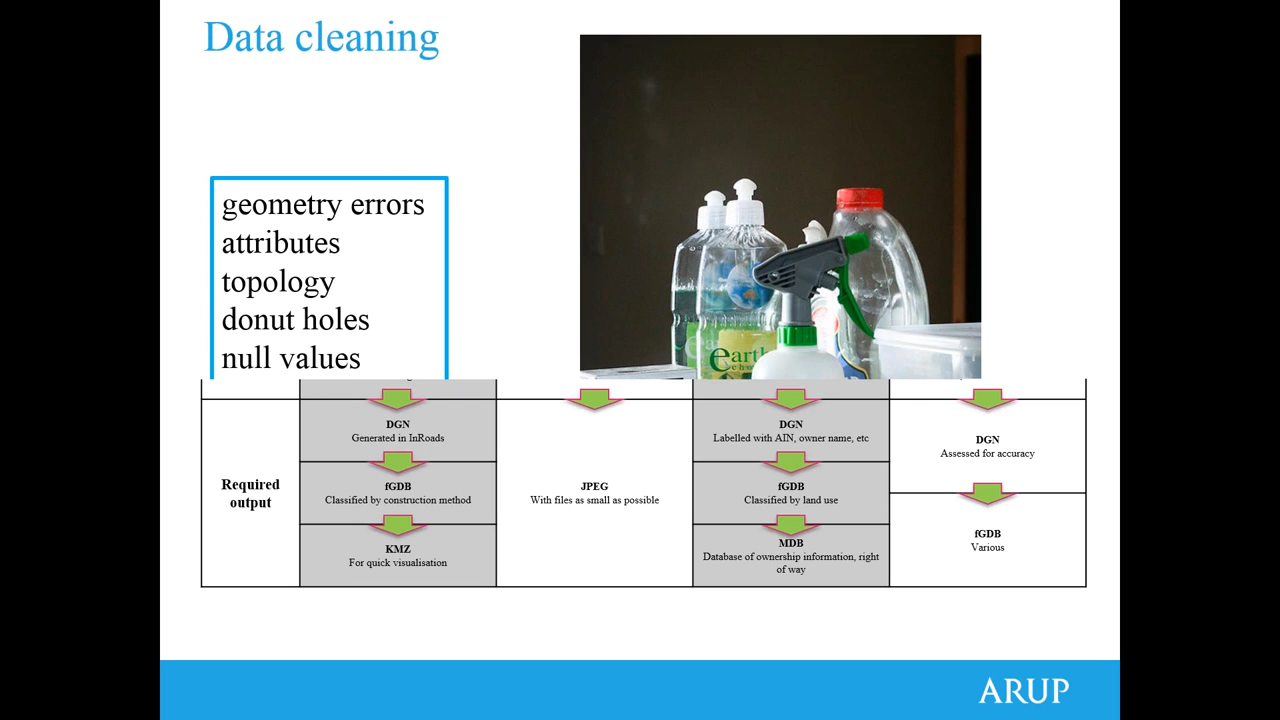 Data cleaning
geometry errors
attributes
topology
donut holes
null values
earth
Required
output
DGN
Generated in InRoads
fGDB
Classified by construction method
KMZ
For quick visualisation
JPEG
With files as small as possible
DGN
Labelled with AIN, owner name, etc
fGDB
Classified by land use
MDB
Database of ownership information, right
of way
DGN
Assessed for accuracy
fGDB
Various
ARUP